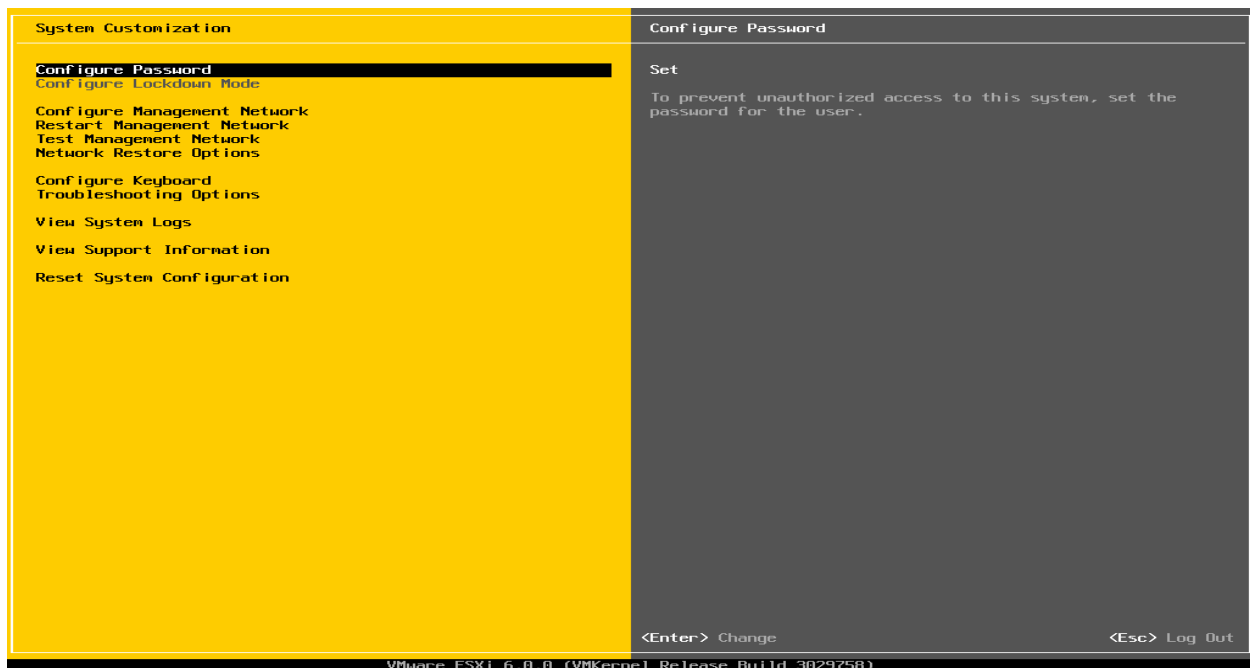 System Customization
Configure Password
Configure Lockdown Mode
Configure Management Network
Restart Management Network
Test Management Network
Network Restore Options
Configure Keyboard
Troubleshooting Options
View System Logs
View Support Information
Reset System Configuration
Configure Password
Set
To prevent unauthorized access to this system, set the
password for the user.
<Enter> Change
<Esc> Log Out
VMware ESXi 6.0.0 (VMKernel Release Build 3029758)